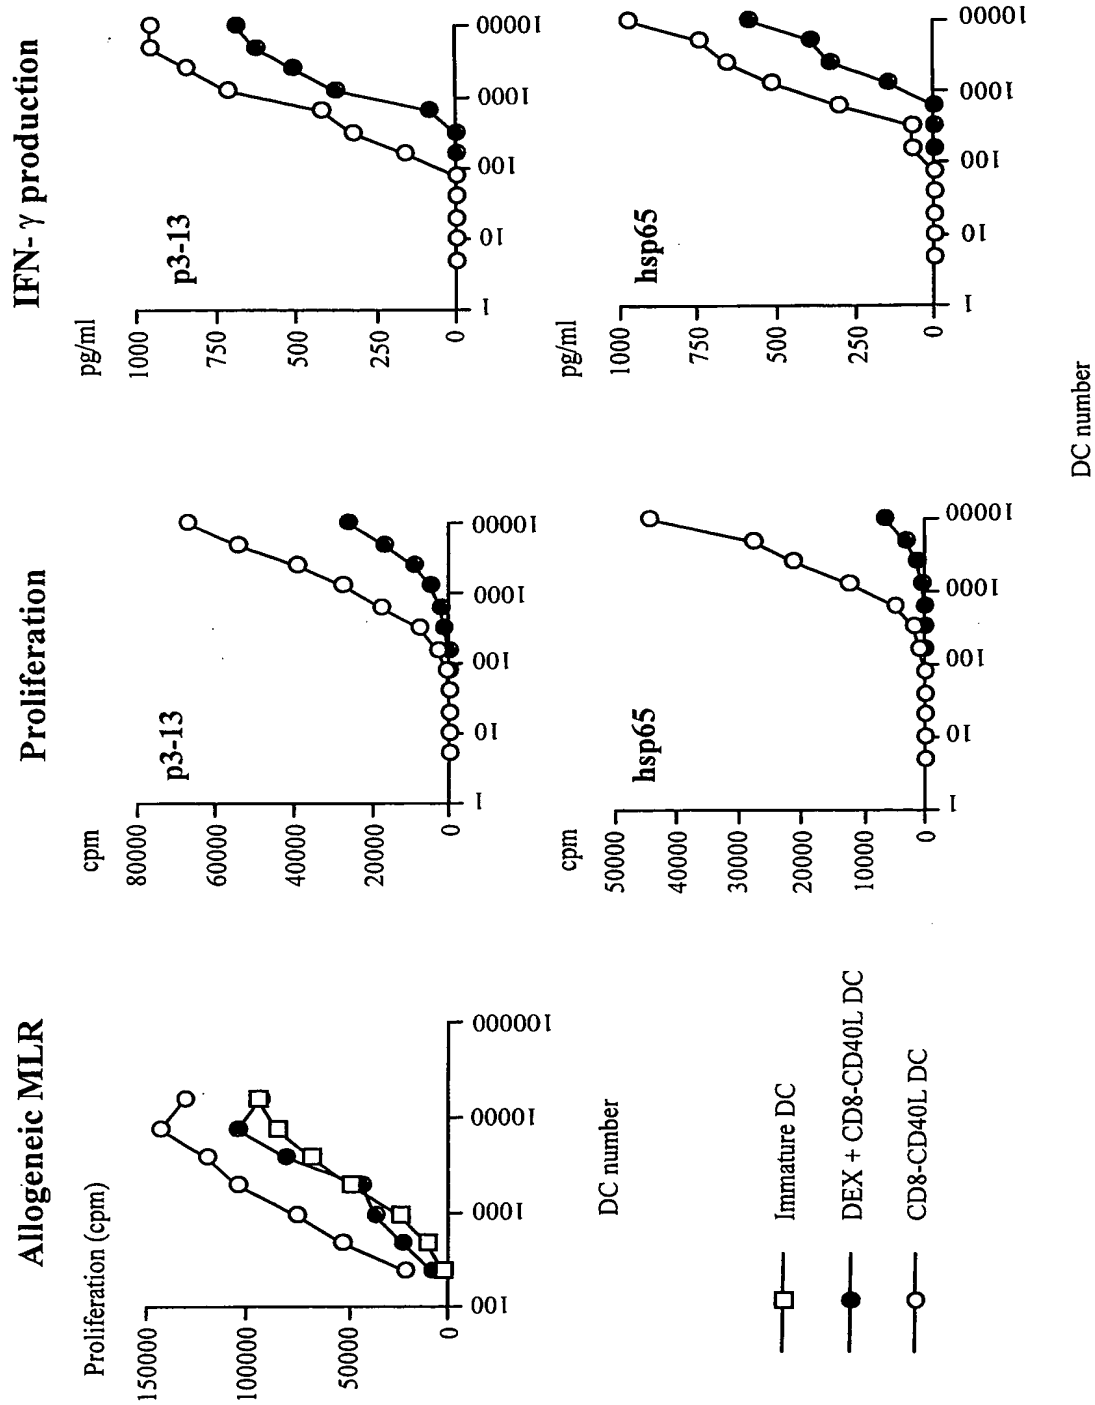 Allogeneic MLR
Proliferation (cpm)
150000
100000
50000
0
100
1000
10000
100000
DC number
Immature DC
DEX + CD8-CD40L DC
CD8-CD40L DC
Proliferation
cpm
p3-13
80000
60000
40000
20000
0
1
10
100
1000
10000
cpm
hsp65
50000
40000
30000
20000
10000
0
1
10
100
1000
10000
IFN- γ production
pg/ml
p3-13
1000
750
500
250
0
1
10
100
1000
10000
pg/ml
hsp65
1000
750
500
250
0
1
10
100
1000
10000
DC number